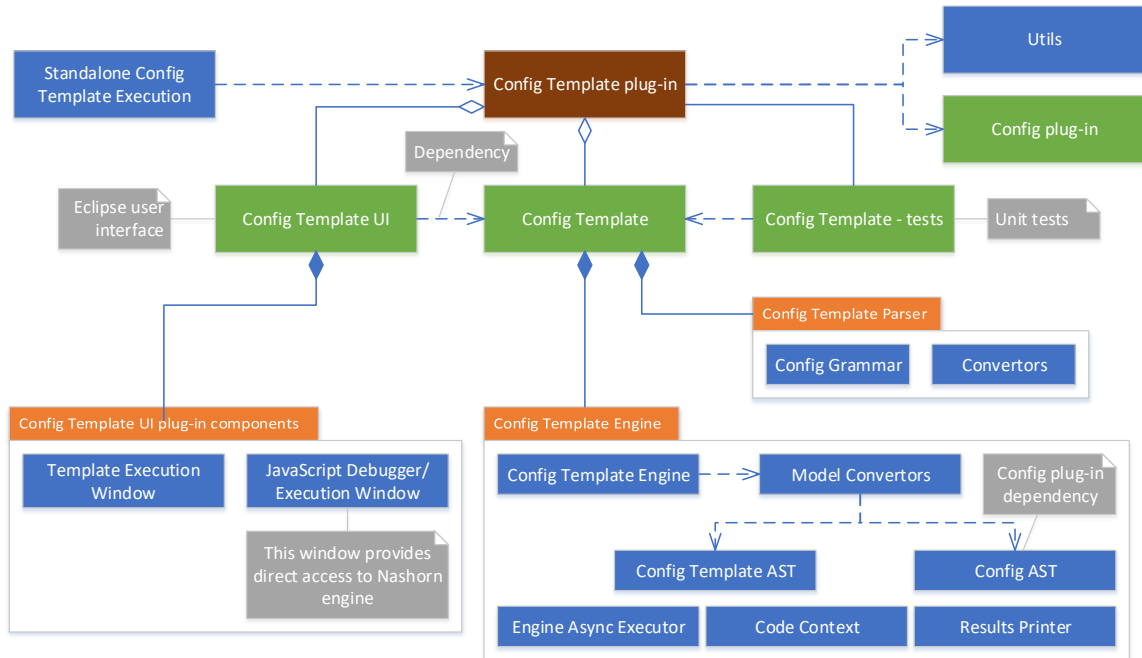 Utils
Standalone Config
Template Execution
Config Template plug-in
Config plug-in
Dependency
Eclipse user
interface
Config Template UI
Config Template
Config Template - tests
Unit tests
Config Template Parser
Config Grammar
Convertors
Config Template UI plug-in components
Template Execution
Window
JavaScript Debugger/
Execution Window
This window provides
direct access to Nashorn
engine
Config Template Engine
Config Template Engine
Model Convertors
Config plug-in
dependency
Config Template AST
Config AST
Engine Async Executor
Code Context
Results Printer